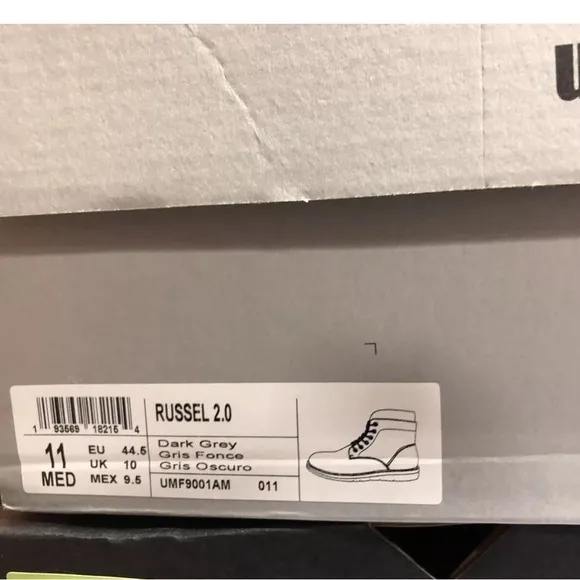 RUSSEL 2.0
1 93569 18215 4
11 MED
EU 44.5
UK 10
MEX 9.5
Dark Grey
Gris Fonce
Gris Oscuro
UMF9001AM 011